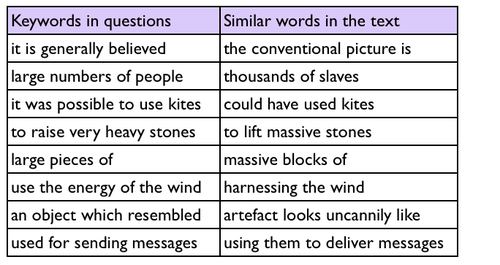 Keywords in questions Similar words in the text
it is generally believed the conventional picture is
large numbers of people thousands of slaves
it was possible to use kites could have used kites
to raise very heavy stones to lift massive stones
large pieces of massive blocks of
use the energy of the wind harnessing the wind
an object which resembled artefact looks uncannily like
used for sending messages using them to deliver messages